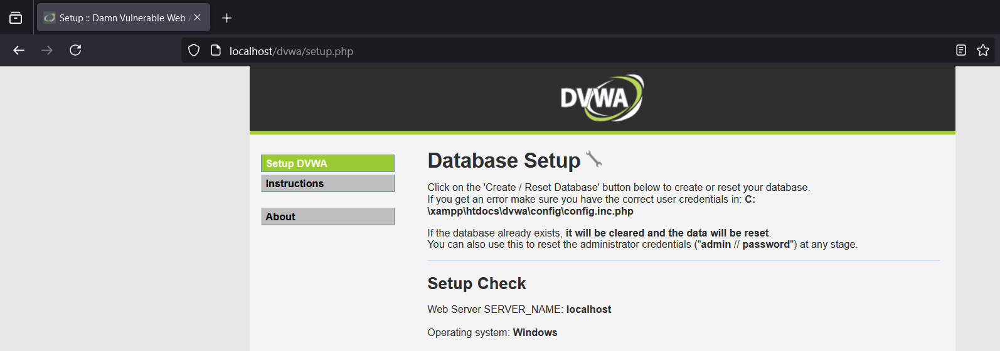 Setup :: Damn Vulnerable Web
localhost/dvwa/setup.php
DVWA
Setup DVWA
Instructions
About
Database Setup
Click on the 'Create / Reset Database' button below to create or reset your database.
If you get an error make sure you have the correct user credentials in: C:
\xampp\htdocs\dvwa\config\config.inc.php
If the database already exists, it will be cleared and the data will be reset.
You can also use this to reset the administrator credentials ("admin // password") at any stage.
Setup Check
Web Server SERVER_NAME: localhost
Operating system: Windows